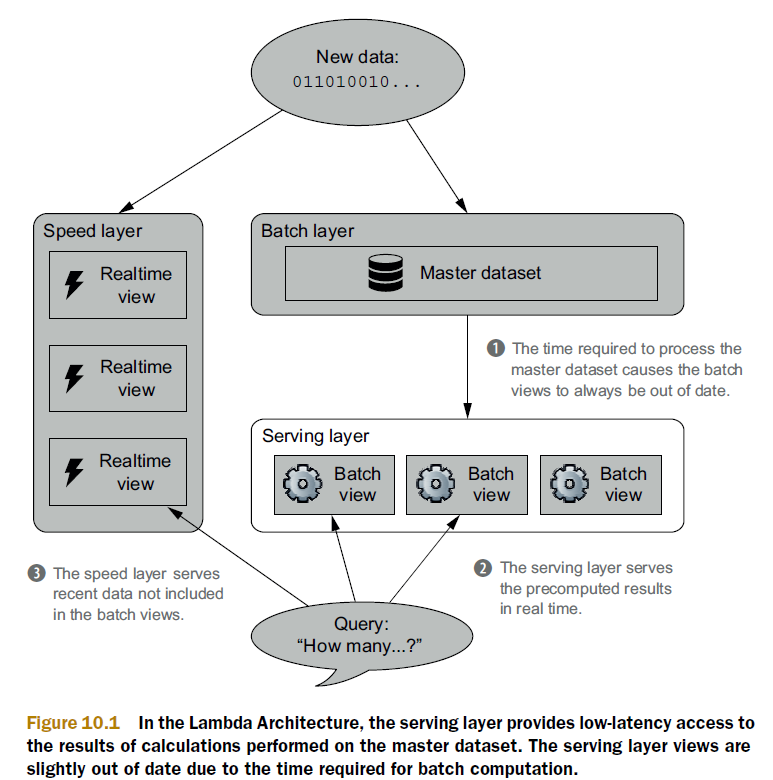 New data:
011010010...
Speed layer
Realtime
view
Realtime
view
Realtime
view
Batch layer
Master dataset
1 The time required to process the
master dataset causes the batch
views to always be out of date.
Serving layer
Batch
view
Batch
view
Batch
view
3 The speed layer serves
recent data not included
in the batch views.
2 The serving layer serves
the precomputed results
in real time.
Query:
“How many...?”
Figure 10.1 In the Lambda Architecture, the serving layer provides low-latency access to
the results of calculations performed on the master dataset. The serving layer views are
slightly out of date due to the time required for batch computation.